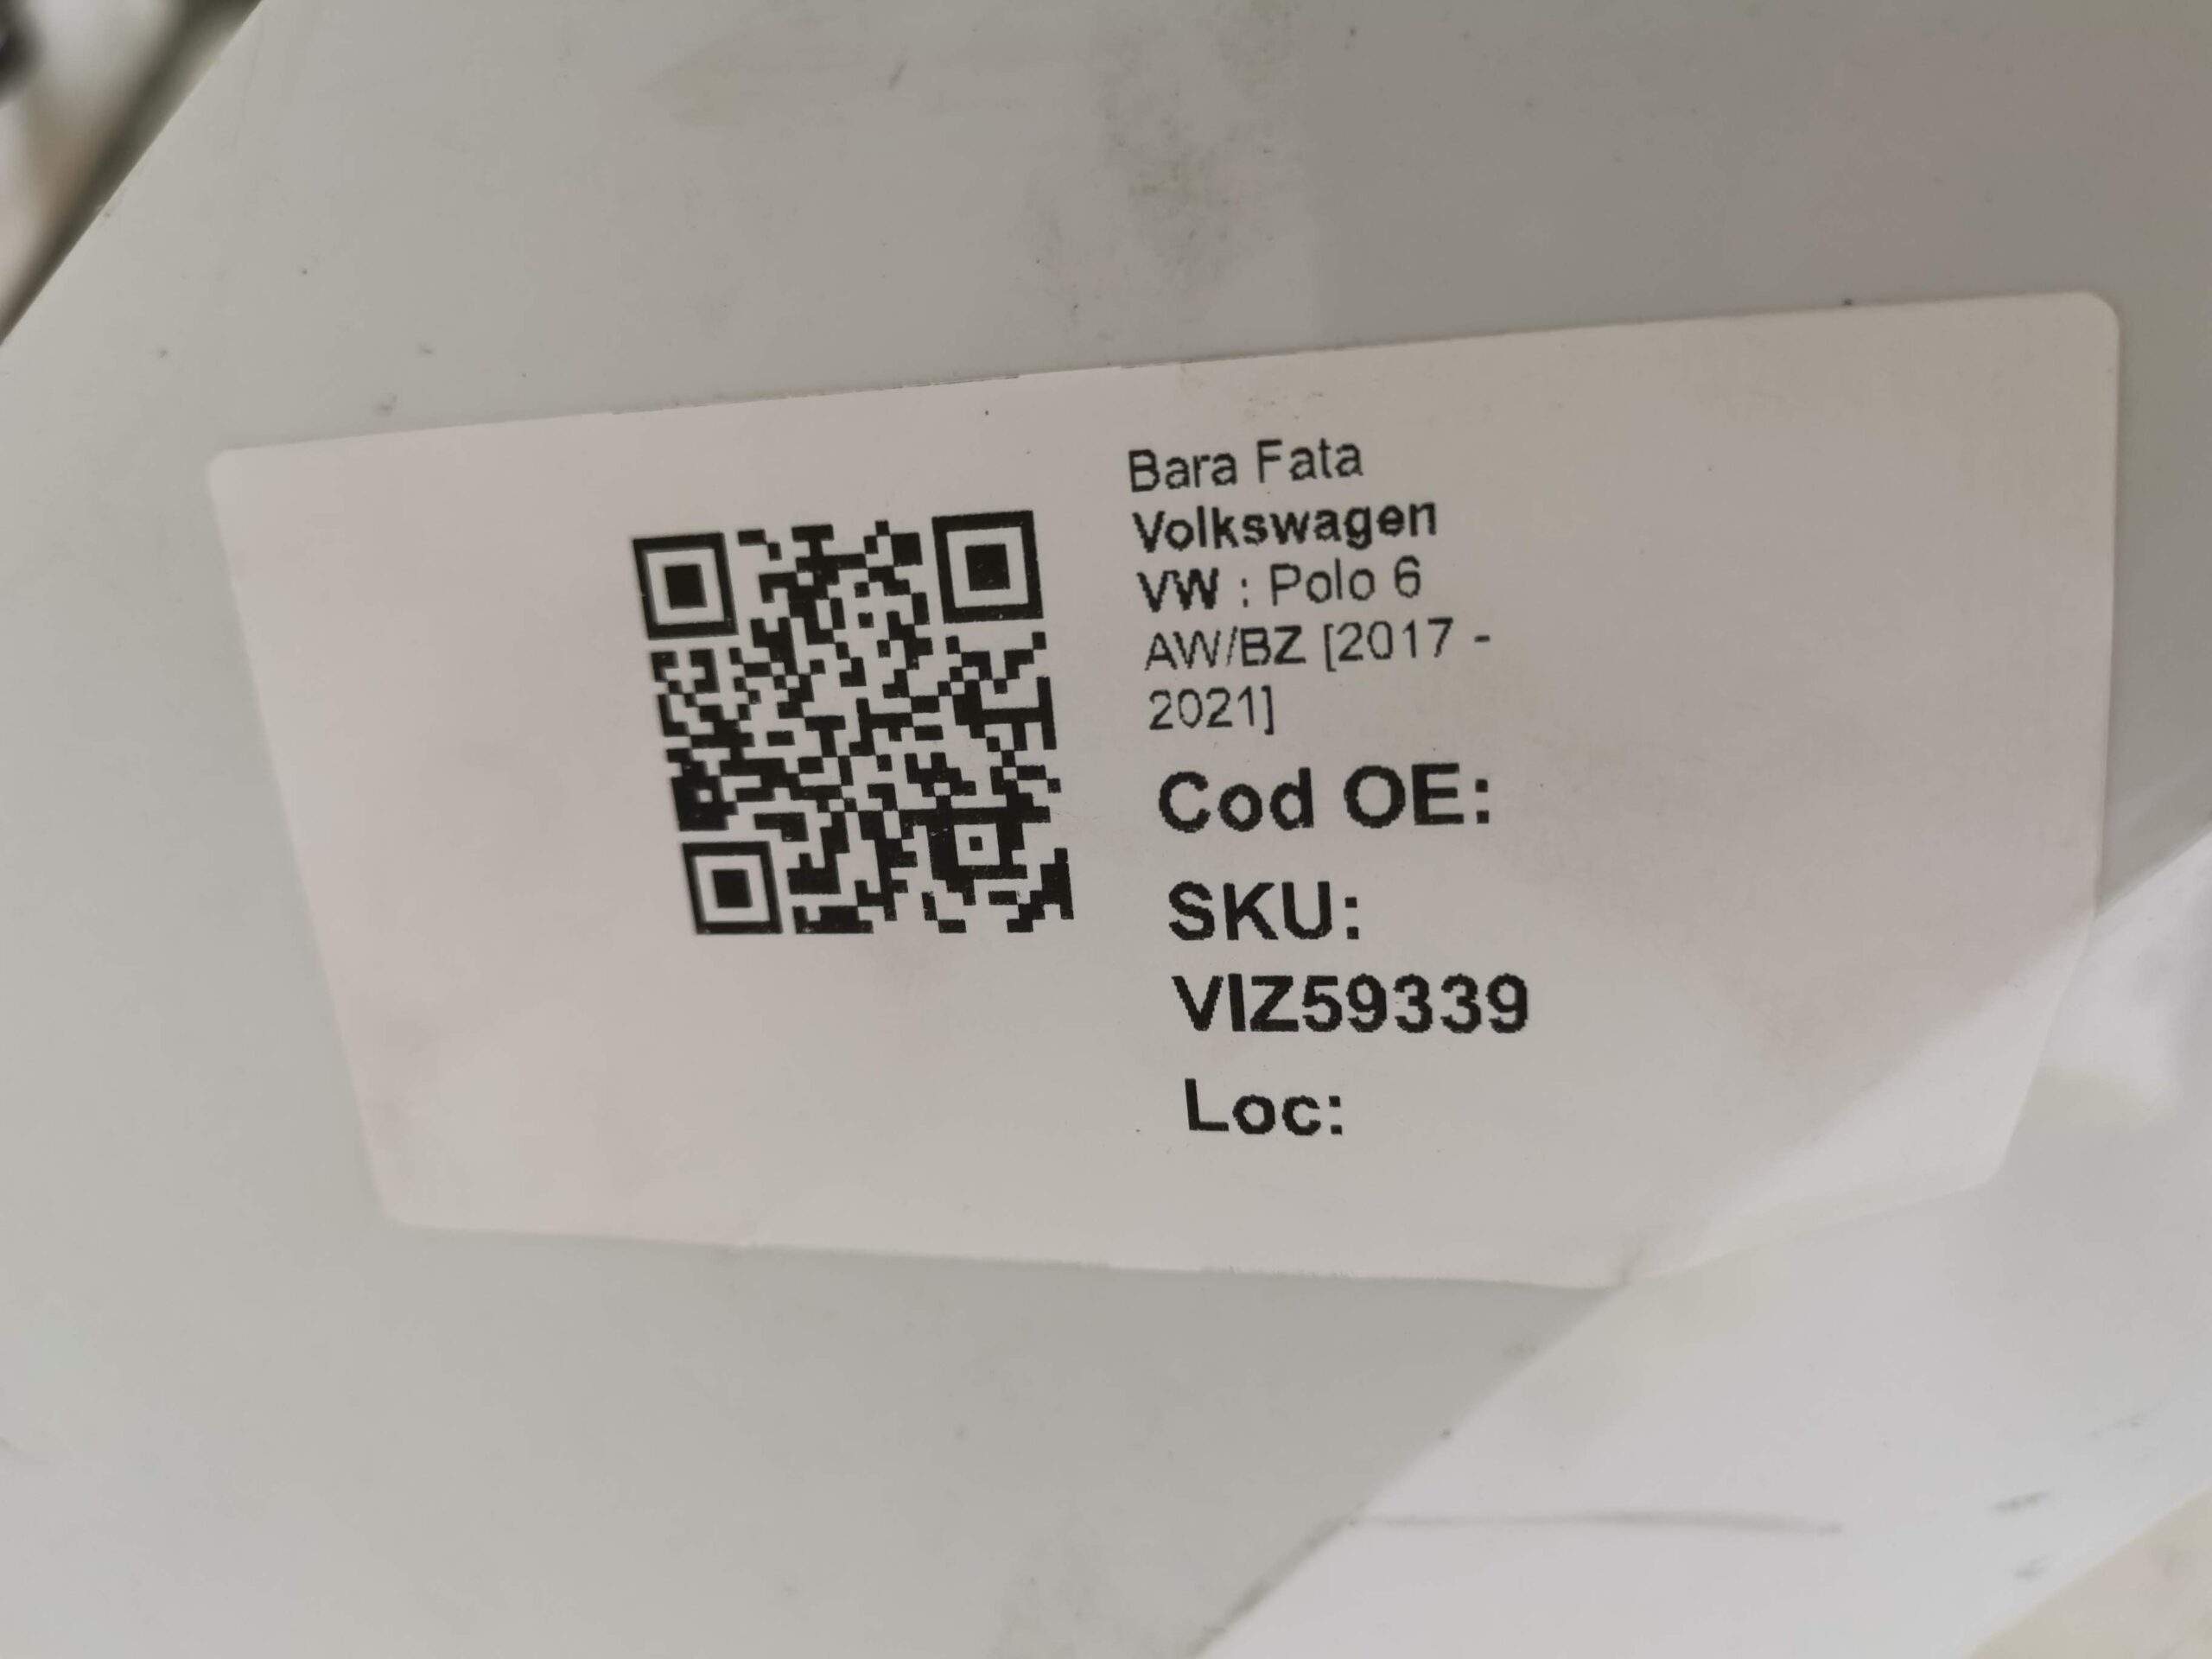 Bara Fata
Volkswagen
VW : Polo 6
AW/BZ [2017 -
2021]
Cod OE:
SKU:
VIZ59339
Loc: